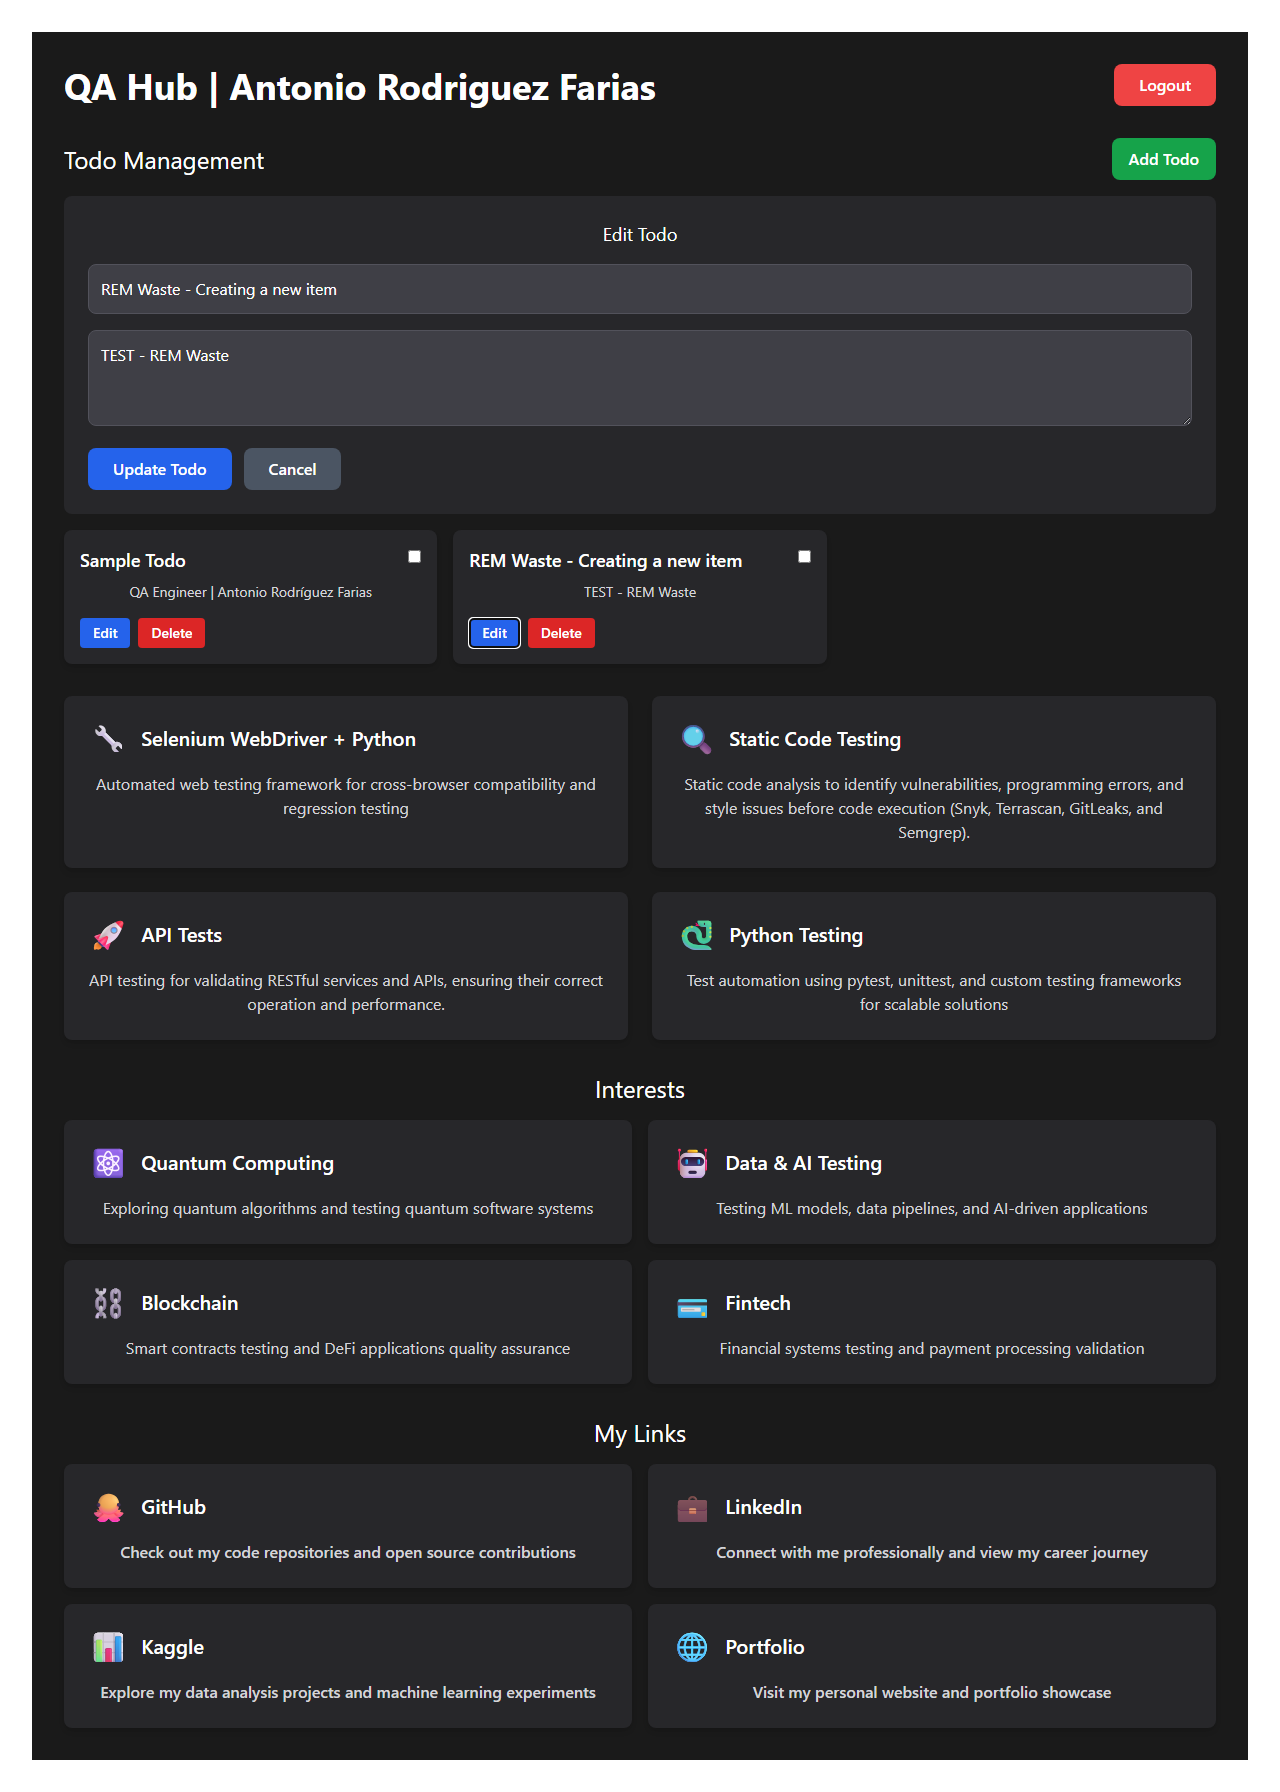 QA Hub | Antonio Rodriguez Farias
Logout
Todo Management
Add Todo
Edit Todo
REM Waste - Creating a new item
TEST - REM Waste
Update Todo
Cancel
Sample Todo
QA Engineer | Antonio Rodríguez Farias
Edit
Delete
REM Waste - Creating a new item
TEST - REM Waste
Edit
Delete
Selenium WebDriver + Python
Automated web testing framework for cross-browser compatibility and
regression testing
Static Code Testing
Static code analysis to identify vulnerabilities, programming errors, and
style issues before code execution (Snyk, Terrascan, GitLeaks, and
Semgrep).
API Tests
API testing for validating RESTful services and APIs, ensuring their correct
operation and performance.
Python Testing
Test automation using pytest, unittest, and custom testing frameworks
for scalable solutions
Interests
Quantum Computing
Exploring quantum algorithms and testing quantum software systems
Data & AI Testing
Testing ML models, data pipelines, and AI-driven applications
Blockchain
Smart contracts testing and DeFi applications quality assurance
Fintech
Financial systems testing and payment processing validation
My Links
GitHub
Check out my code repositories and open source contributions
LinkedIn
Connect with me professionally and view my career journey
Kaggle
Explore my data analysis projects and machine learning experiments
Portfolio
Visit my personal website and portfolio showcase